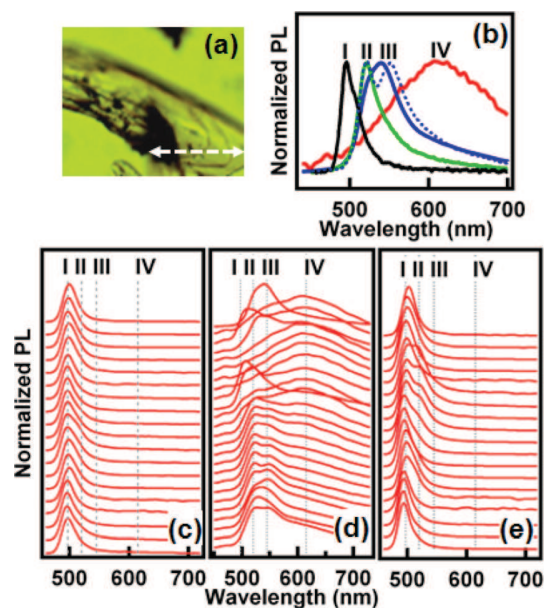 (a)
(b)
I II III IV
Normalized PL
500 600 700
Wavelength (nm)
I II III IV
I II III IV
I II III IV
Normalized PL
(c)
(d)
(e)
500 600 700
500 600 700
500 600 700
Wavelength (nm)